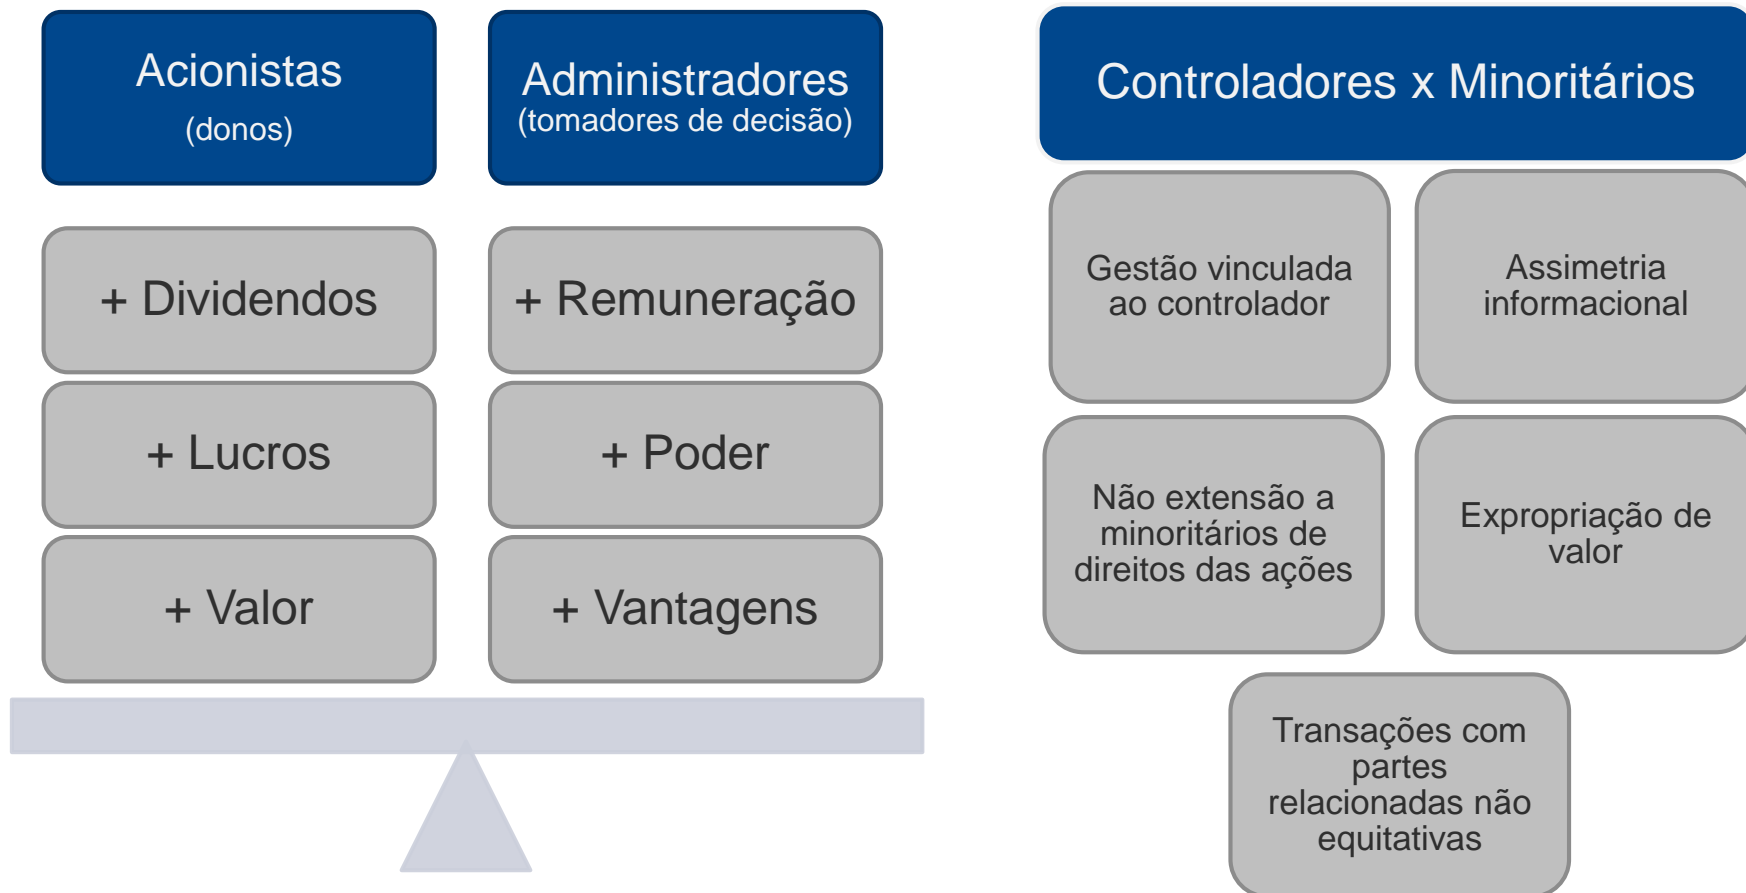 Acionistas
(donos)
Administradores
(tomadores de decisão)
+ Dividendos
+ Remuneração
+ Lucros
+ Poder
+ Valor
+ Vantagens
Controladores x Minoritários
Gestão vinculada
ao controlador
Assimetria
informacional
Não extensão a
minoritários de
direitos das ações
Expropriação de
valor
Transações com
partes
relacionadas não
equitativas